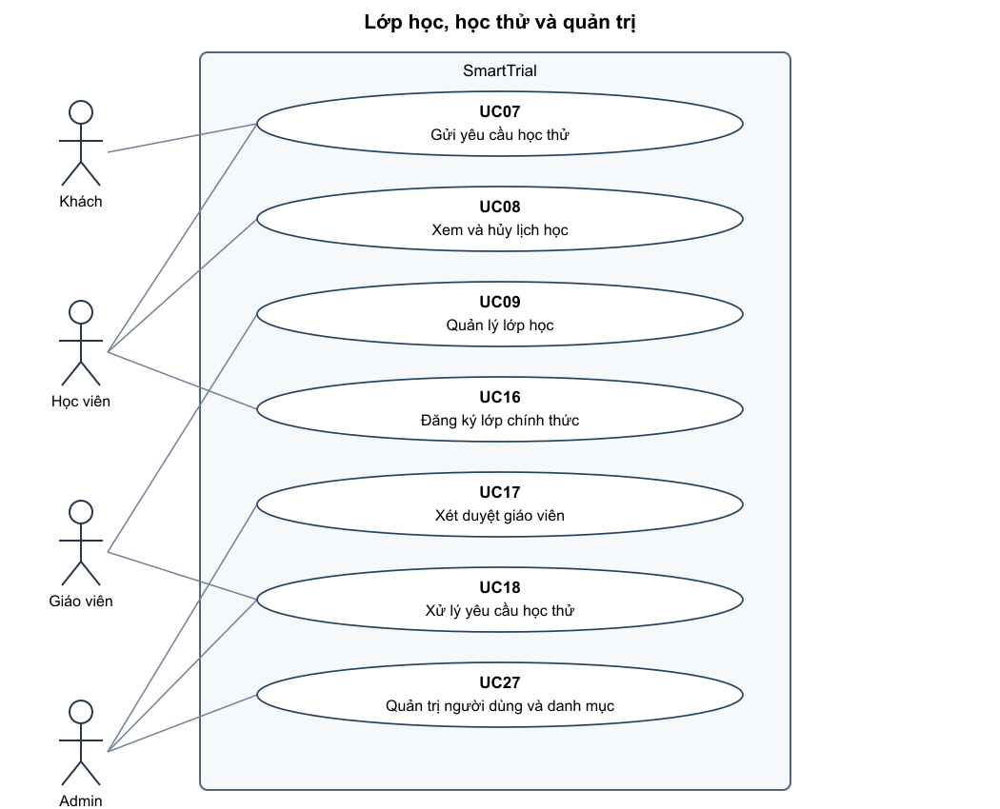 Lớp học, học thử và quản trị
SmartTrial
UC07
Gửi yêu cầu học thử
Khách
UC08
Xem và hủy lịch học
UC09
Quản lý lớp học
Học viên
UC16
Đăng ký lớp chính thức
UC17
Xét duyệt giáo viên
Giáo viên
UC18
Xử lý yêu cầu học thử
UC27
Quản trị người dùng và danh mục
Admin